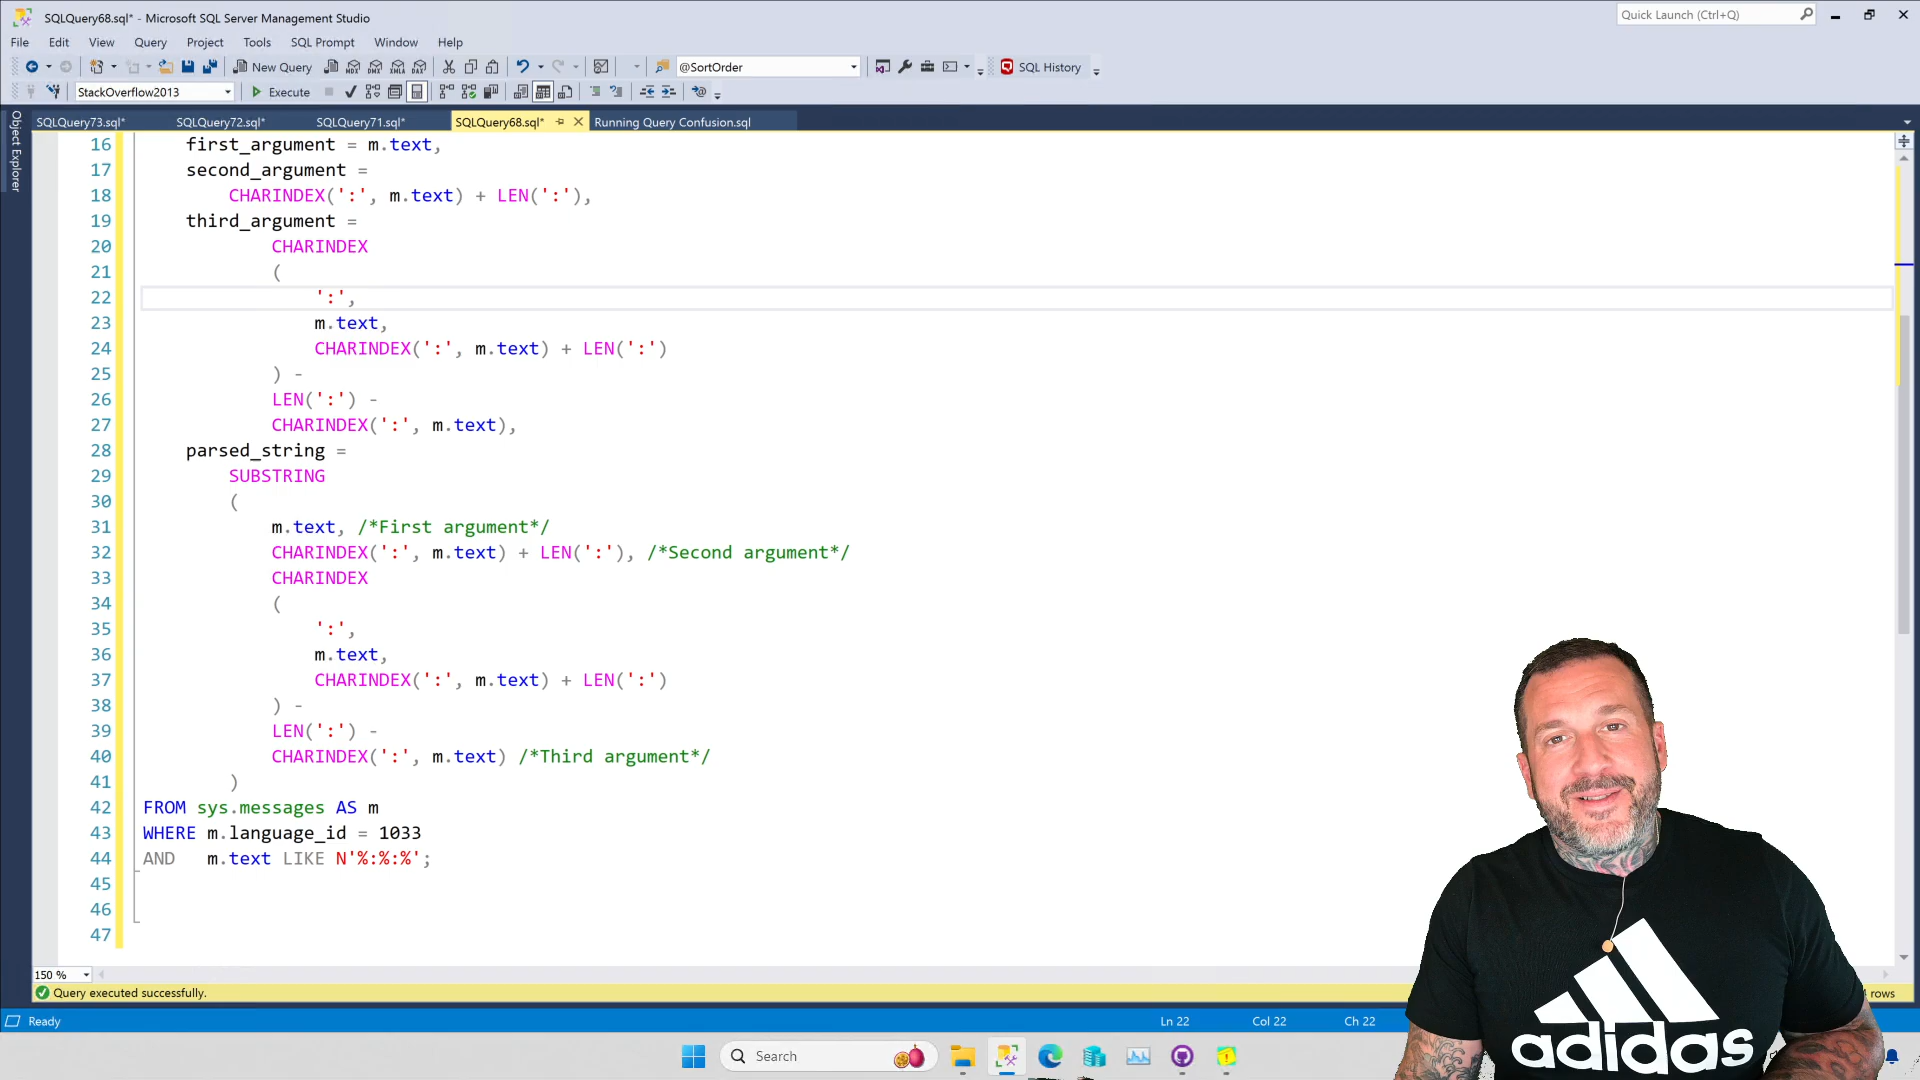 SQLQuery68.sql* - Microsoft SQL Server Management Studio
Quick Launch (Ctrl+Q)
File Edit View Query Project Tools SQL Prompt Window Help
New Query
MDX DMX XMLA DAX
@SortOrder
SQL History
StackOverflow2013
Execute
SQLQuery73.sql* SQLQuery72.sql* SQLQuery71.sql* SQLQuery68.sql* Running Query Confusion.sql
Object Explorer
16 first_argument = m.text,
17 second_argument =
18 CHARINDEX(':', m.text) + LEN(':'),
19 third_argument =
20 CHARINDEX
21 (
22 ':',
23 m.text,
24 CHARINDEX(':', m.text) + LEN(':')
25 ) -
26 LEN(':') -
27 CHARINDEX(':', m.text),
28 parsed_string =
29 SUBSTRING
30 (
31 m.text, /*First argument*/
32 CHARINDEX(':', m.text) + LEN(':'), /*Second argument*/
33 CHARINDEX
34 (
35 ':',
36 m.text,
37 CHARINDEX(':', m.text) + LEN(':')
38 ) -
39 LEN(':') -
40 CHARINDEX(':', m.text) /*Third argument*/
41 )
42 FROM sys.messages AS m
43 WHERE m.language_id = 1033
44 AND m.text LIKE N'%:%:%';
45
46
47
150 %
Query executed successfully.
rows
Ready
Ln 22 Col 22 Ch 22
Search
adidas